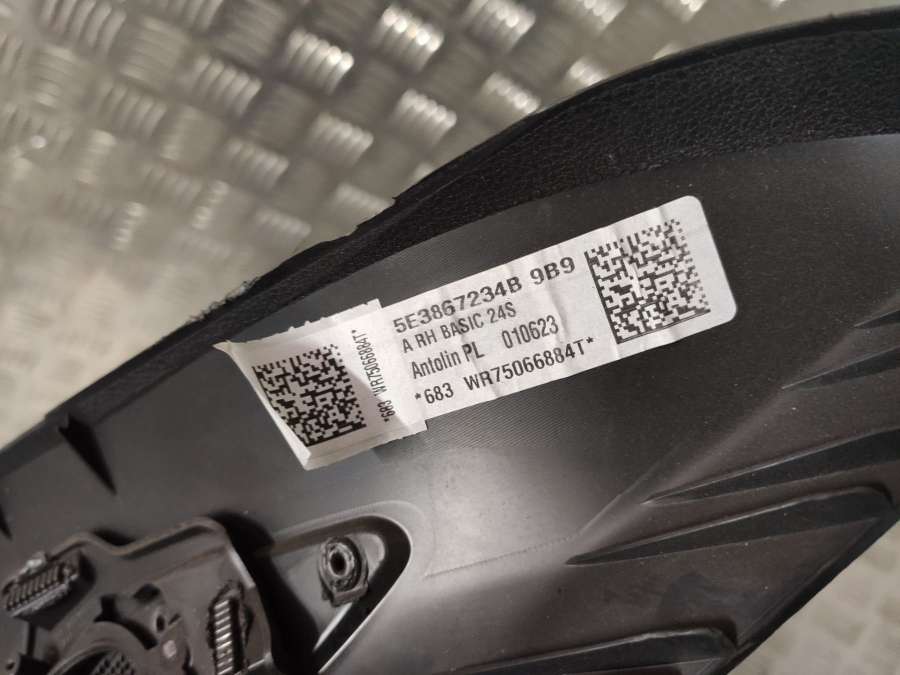 5E3867234B 9B9
A RH BASIC 24S
Antolin PL 010623
*683 WR75066884T*
*683 WR75066884T*